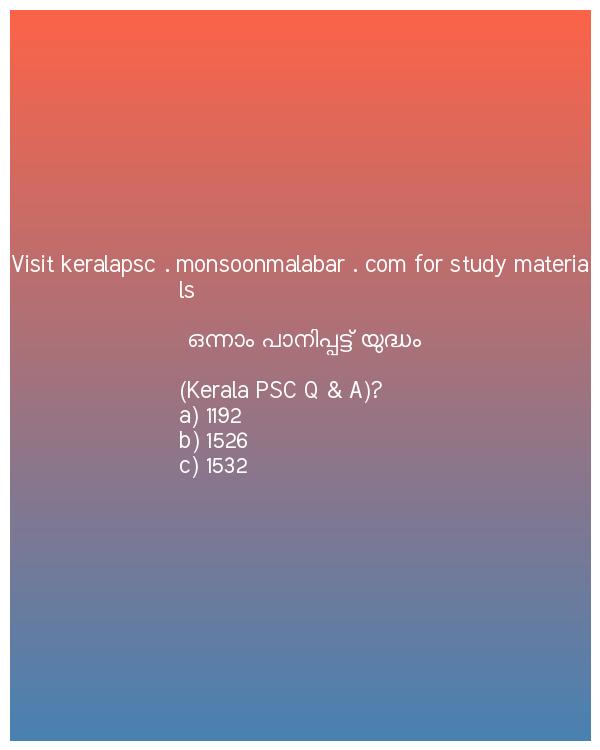 Visit keralapsc . monsoonmalabar . com for study materia
ls
ഒന്നാം പാനിപ്പട്ട് യുദ്ധം
(Kerala PSC Q & A)?
a) 1192
b) 1526
c) 1532